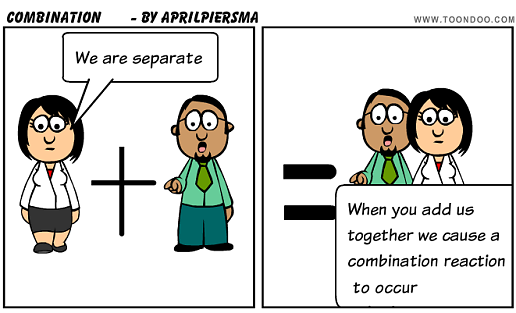 COMBINATION - BY APRILPIERSMA
WWW.TOONDOO.COM
We are separate
When you add us
together we cause a
combination reaction
to occur